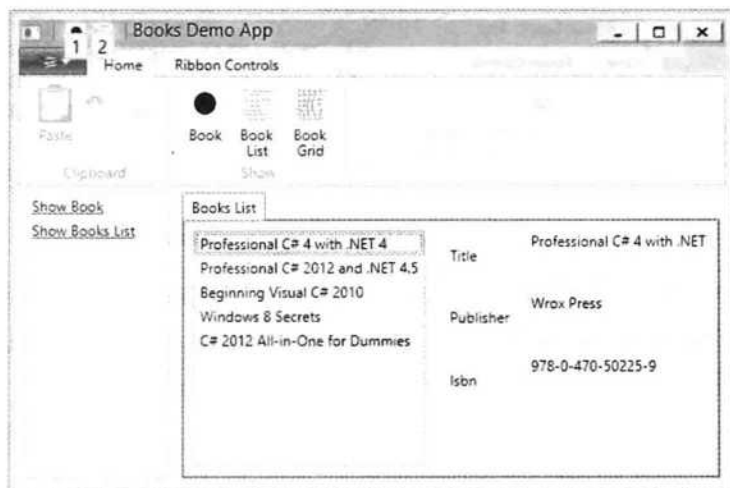 Books Demo App
1 2
Home Ribbon Controls
Paste
Book
Book List
Book Grid
Clipboard
Show
Show Book
Show Books List
Books List
Professional C# 4 with .NET 4
Professional C# 2012 and .NET 4.5
Beginning Visual C# 2010
Windows 8 Secrets
C# 2012 All-in-One for Dummies
Title
Professional C# 4 with .NET
Publisher
Wrox Press
Isbn
978-0-470-50225-9